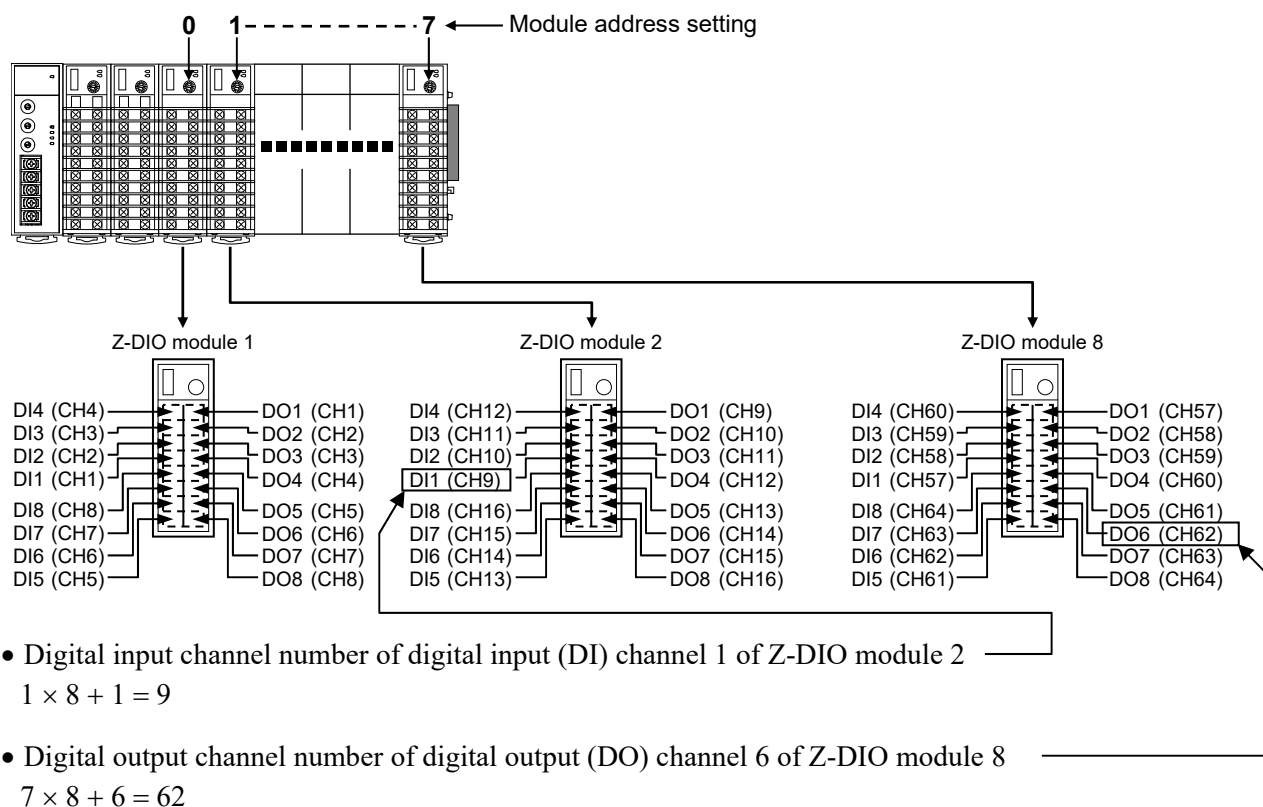 0 1 7 Module address setting
Z-DIO module 1 Z-DIO module 2 Z-DIO module 8
DI4 (CH4) DO1 (CH1) DI4 (CH12) DO1 (CH9) DI4 (CH60) DO1 (CH57)
DI3 (CH3) DO2 (CH2) DI3 (CH11) DO2 (CH10) DI3 (CH59) DO2 (CH58)
DI2 (CH2) DO3 (CH3) DI2 (CH10) DO3 (CH11) DI2 (CH58) DO3 (CH59)
DI1 (CH1) DO4 (CH4) DI1 (CH9) DO4 (CH12) DI1 (CH57) DO4 (CH60)
DI8 (CH8) DO5 (CH5) DI8 (CH16) DO5 (CH13) DI8 (CH64) DO5 (CH61)
DI7 (CH7) DO6 (CH6) DI7 (CH15) DO6 (CH14) DI7 (CH63) DO6 (CH62)
DI6 (CH6) DO7 (CH7) DI6 (CH14) DO7 (CH15) DI6 (CH62) DO7 (CH63)
DI5 (CH5) DO8 (CH8) DI5 (CH13) DO8 (CH16) DI5 (CH61) DO8 (CH64)
• Digital input channel number of digital input (DI) channel 1 of Z-DIO module 2
1 × 8 + 1 = 9
• Digital output channel number of digital output (DO) channel 6 of Z-DIO module 8
7 × 8 + 6 = 62